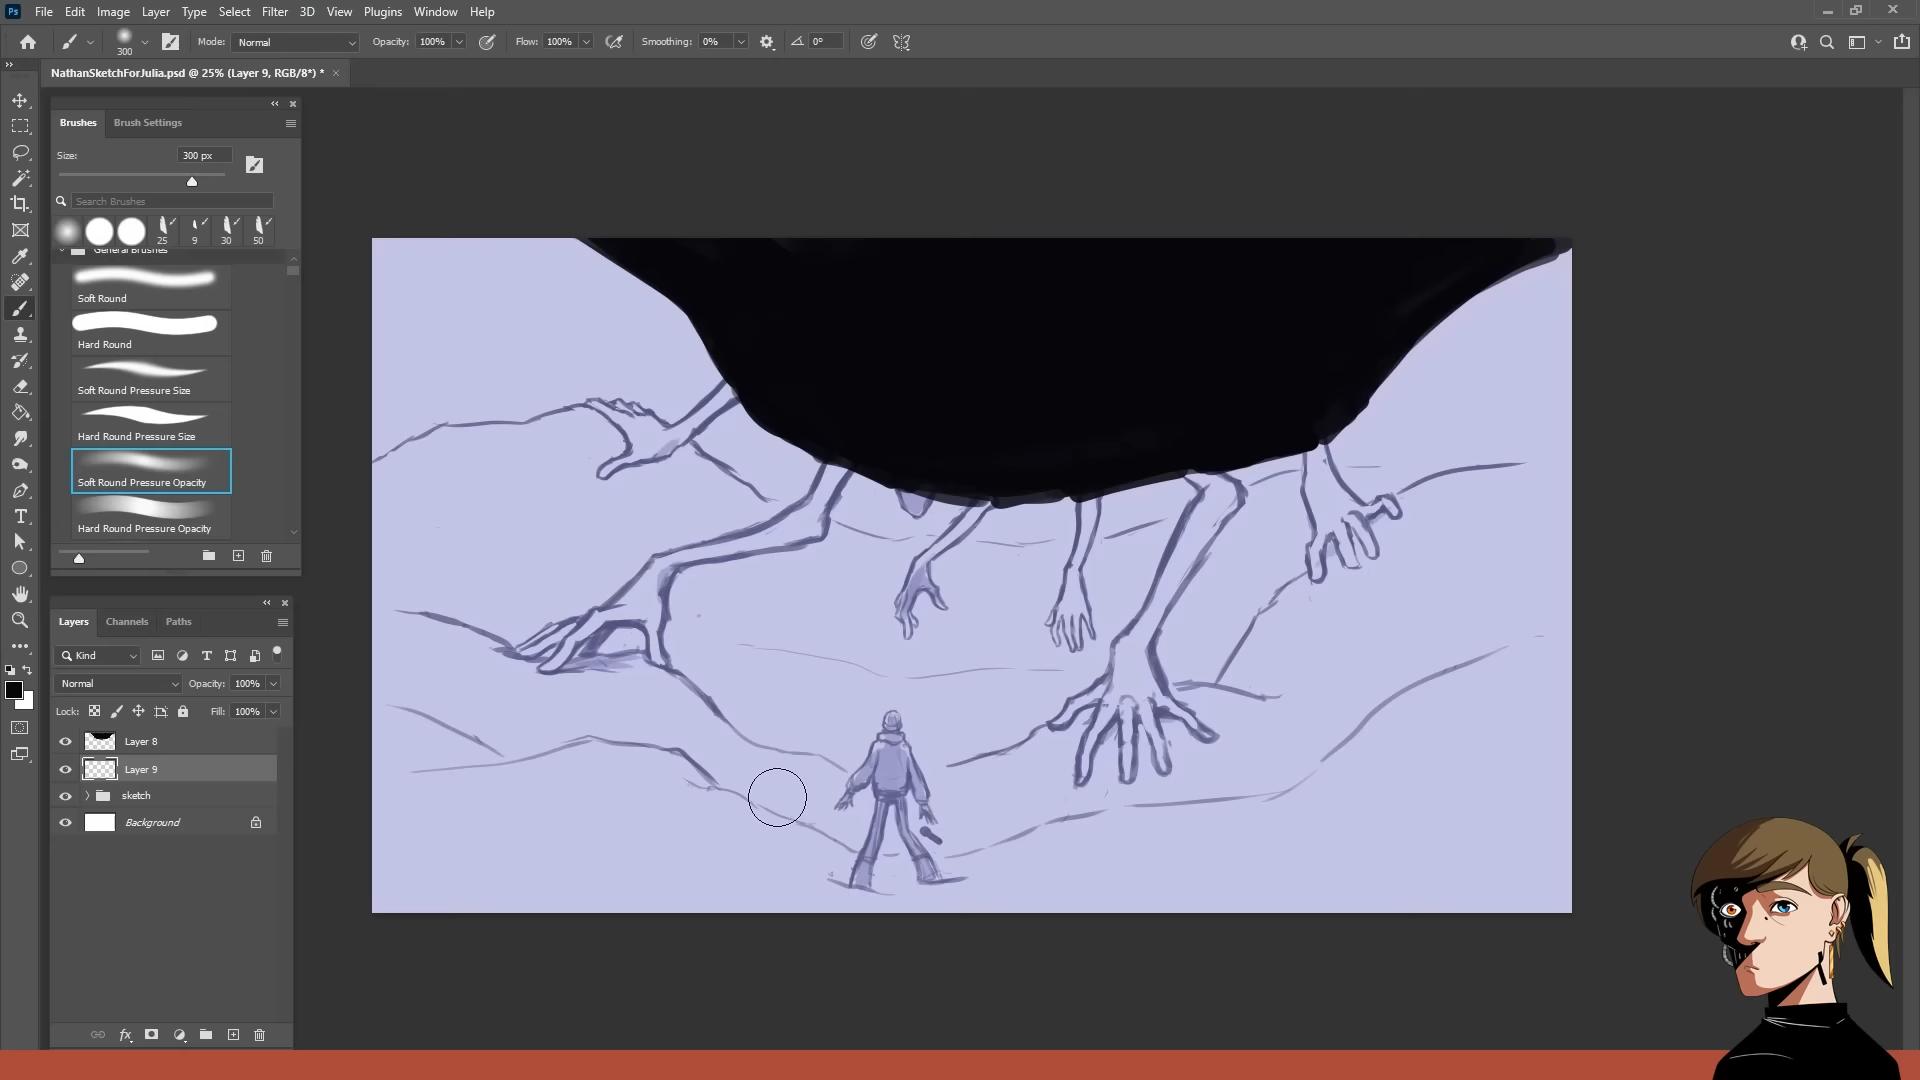 Ps File Edit Image Layer Type Select Filter 3D View Plugins Window Help
300 Mode: Normal Opacity: 100% Flow: 100% Smoothing: 0% 0°
NathanSketchForJulia.psd @ 25% (Layer 9, RGB/8*) * ×
Brushes Brush Settings
Size: 300 px
Search Brushes
25 9 30 50
General Brushes
Soft Round
Hard Round
Soft Round Pressure Size
Hard Round Pressure Size
Soft Round Pressure Opacity
Hard Round Pressure Opacity
Layers Channels Paths
Kind
Normal Opacity: 100%
Lock: Fill: 100%
Layer 8
Layer 9
sketch
Background
fx